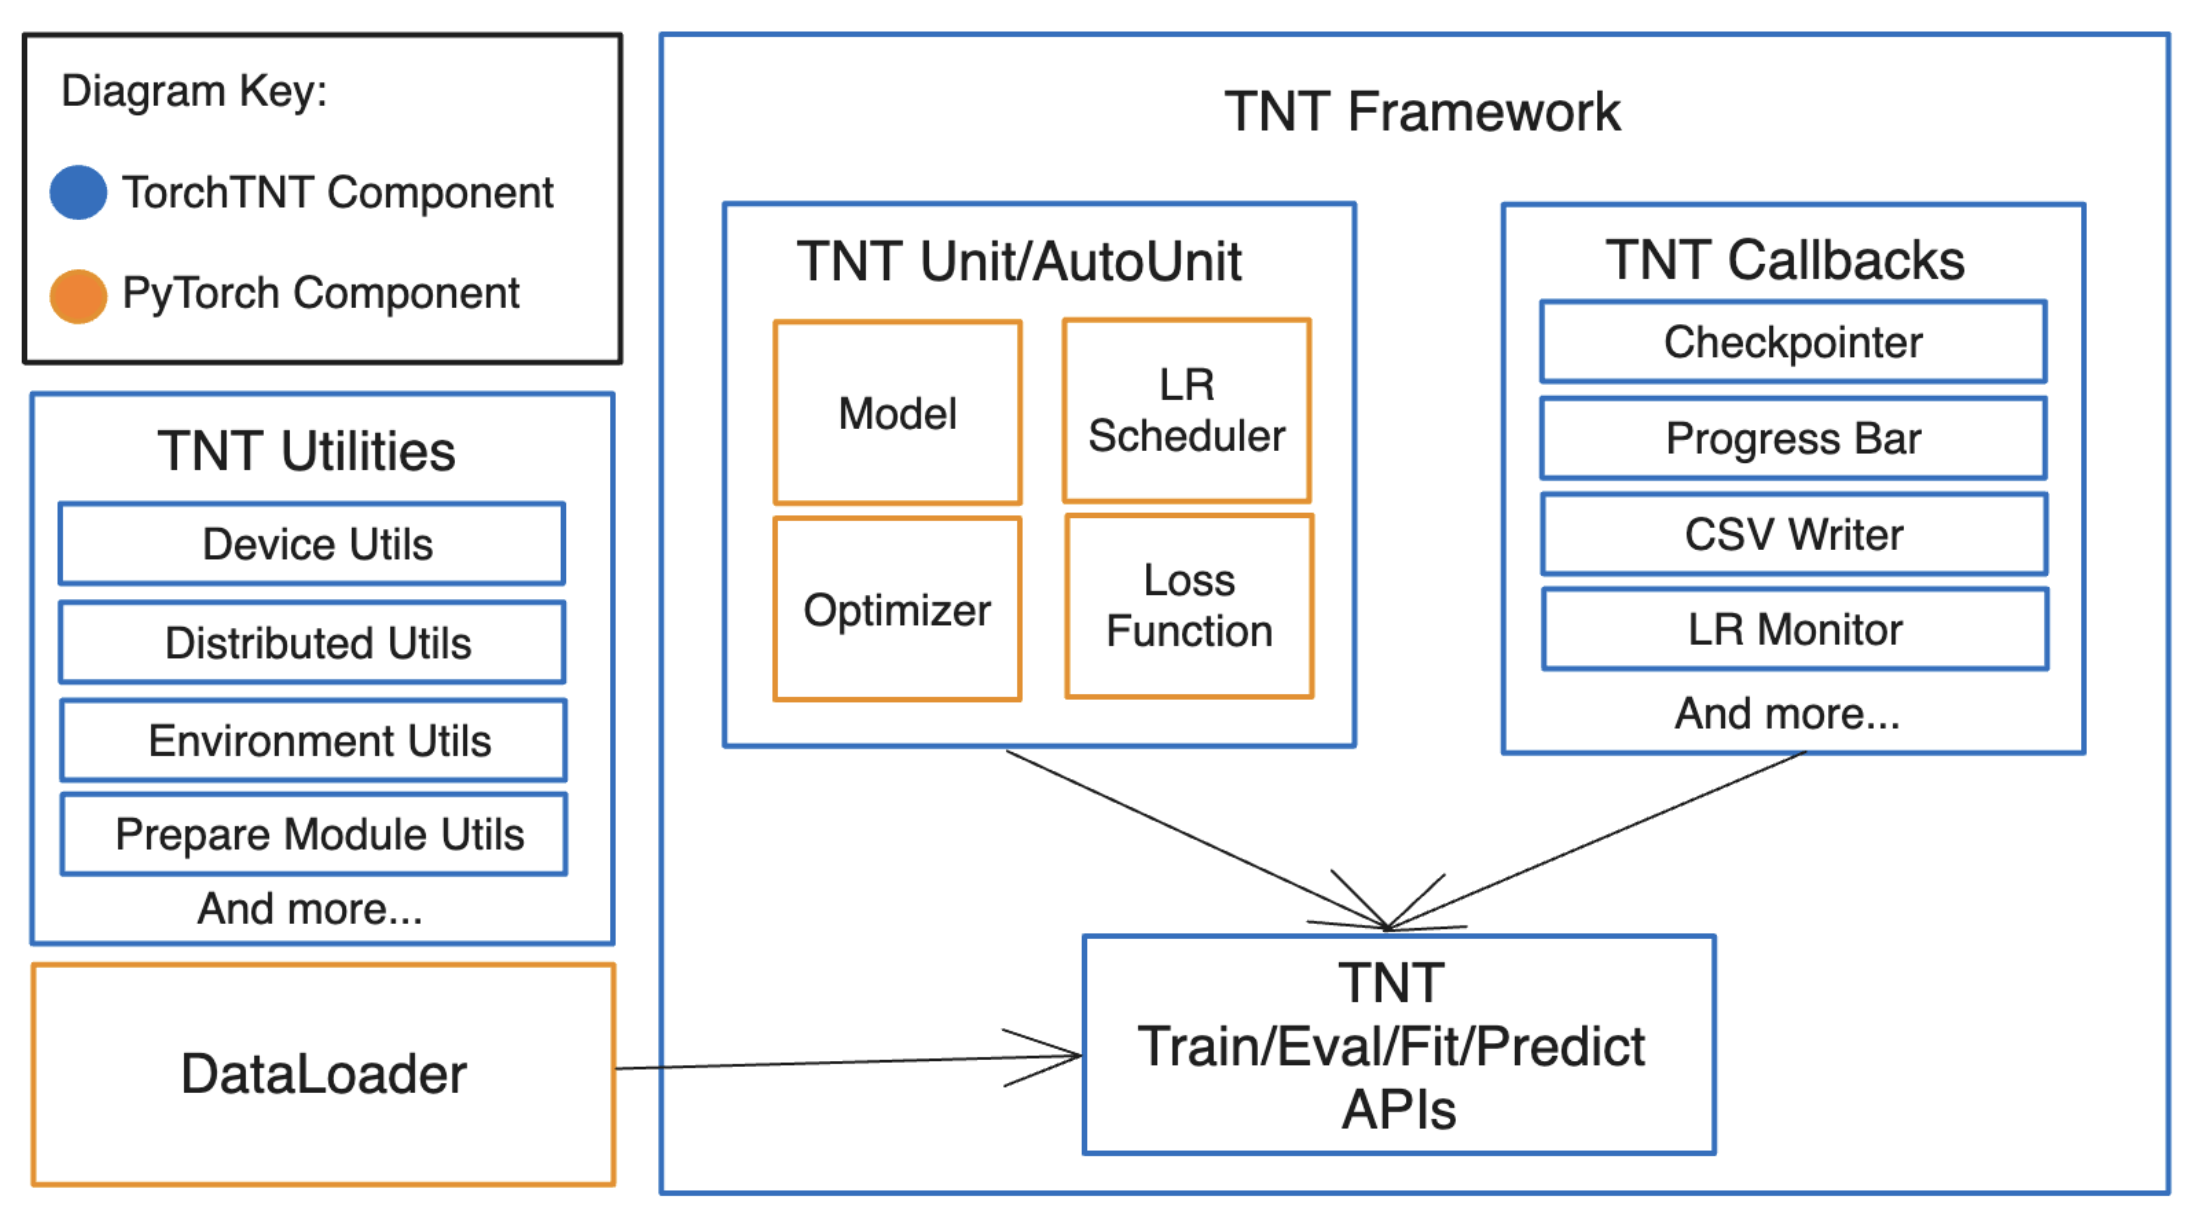 Diagram Key:
TorchTNT Component
PyTorch Component
TNT Utilities
Device Utils
Distributed Utils
Environment Utils
Prepare Module Utils
And more...
DataLoader
TNT Framework
TNT Unit/AutoUnit
Model
LR
Scheduler
Optimizer
Loss
Function
TNT Callbacks
Checkpointer
Progress Bar
CSV Writer
LR Monitor
And more...
TNT
Train/Eval/Fit/Predict
APIs